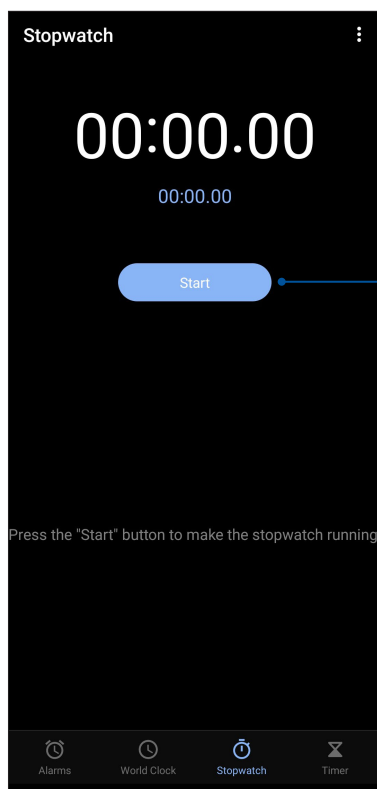 Stopwatch
00:00.00
00:00.00
Start
Press the "Start" button to make the stopwatch running
Alarms World Clock Stopwatch Timer